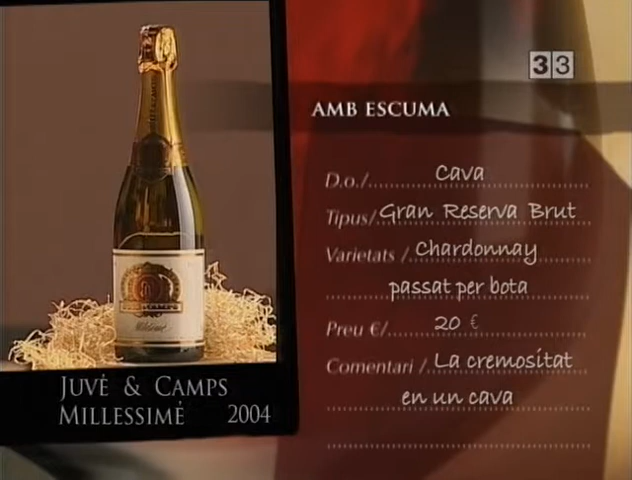 33
AMB ESCUMA
D.o./ Cava
Tipus/ Gran Reserva Brut
Varietats / Chardonnay
passat per bota
Preu €/ 20 €
Comentari / La cremositat
en un cava
JUVÉ & CAMPS
MILLESSIMÉ 2004